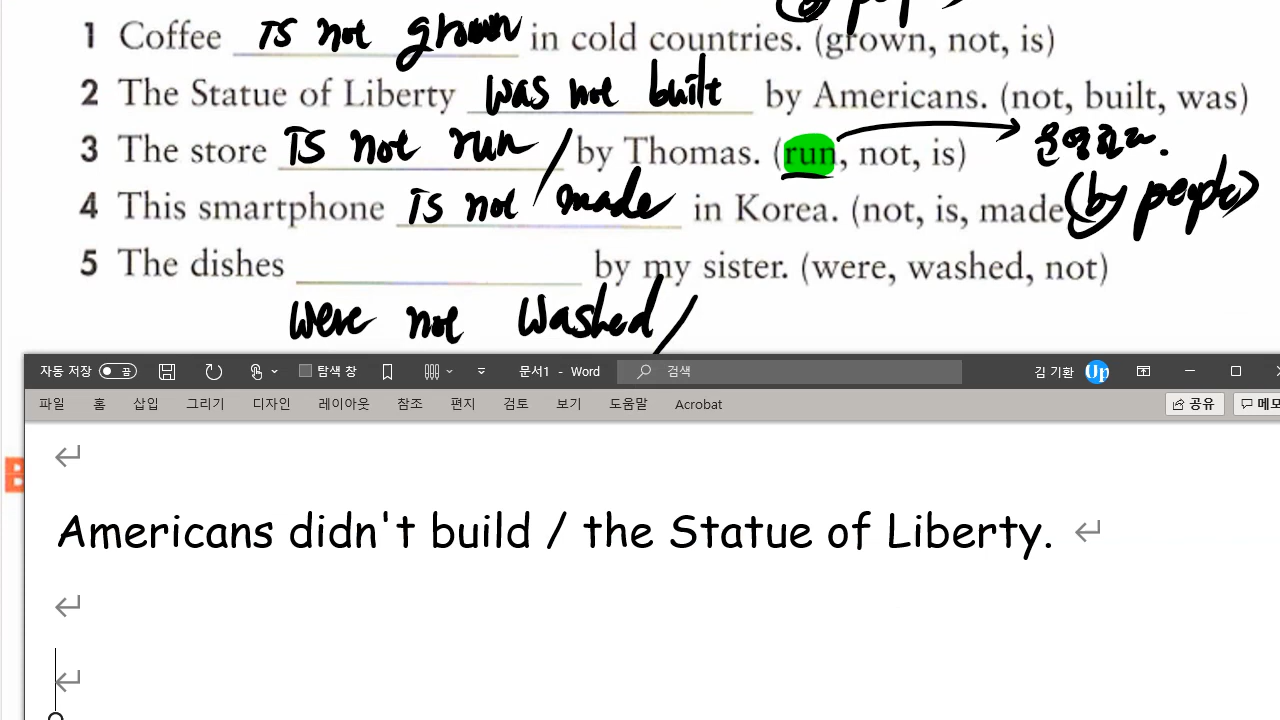 (by people)
1 Coffee is not grown in cold countries. (grown, not, is)
2 The Statue of Liberty was not built by Americans. (not, built, was)
3 The store is not run / by Thomas. (run, not, is) 운영하다.
4 This smartphone is not / made in Korea. (not, is, made (by people)
5 The dishes by my sister. (were, washed, not)
were not washed /
자동 저장 끔 탐색 창 문서1 - Word 검색 김 기환 Up
파일 홈 삽입 그리기 디자인 레이아웃 참조 편지 검토 보기 도움말 Acrobat 공유 메모
B
Americans didn't build / the Statue of Liberty.